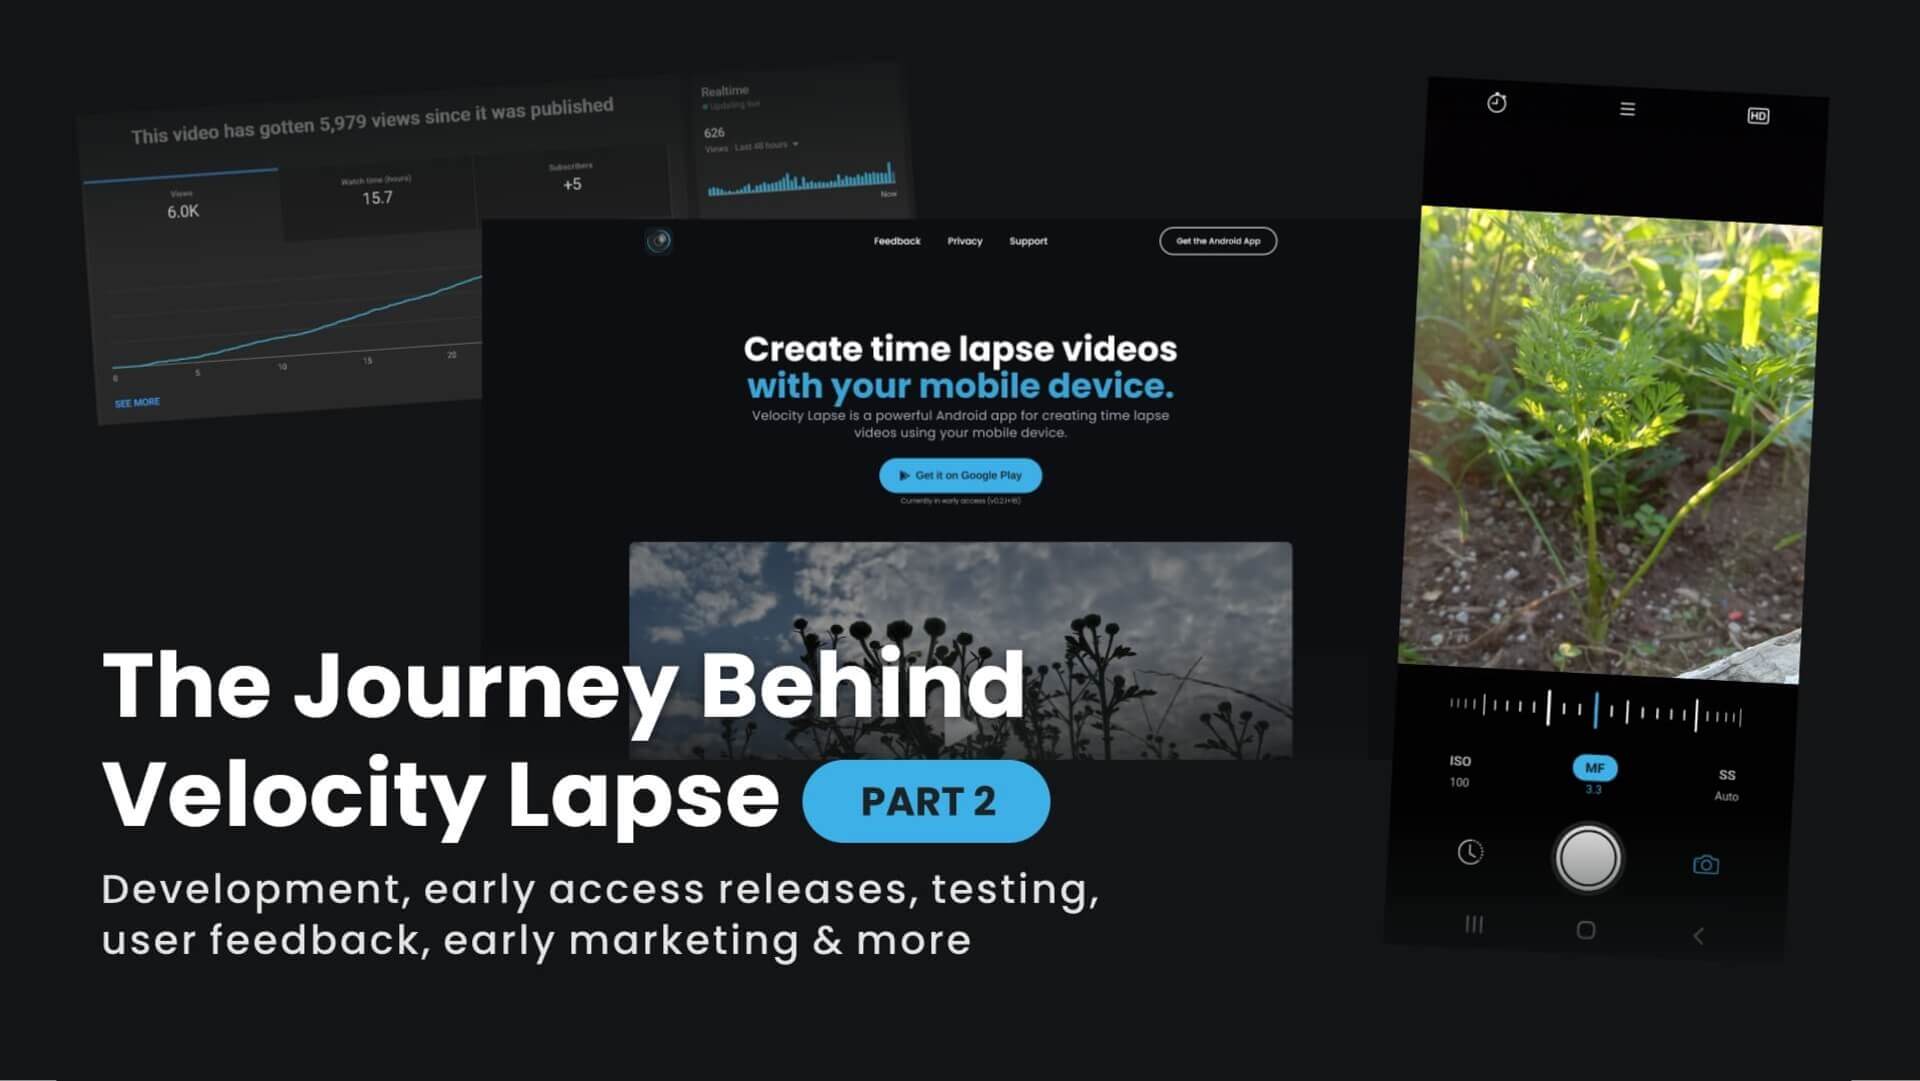 This video has gotten 5,979 views since it was published
Views
6.0K
Watch time (hours)
15.7
Subscribers
+5
0 5 10 15 20
SEE MORE
Realtime
Updating live
626
Views · Last 48 hours
Now
Feedback Privacy Support
Get the Android App
Create time lapse videos
with your mobile device.
Velocity Lapse is a powerful Android app for creating time lapse
videos using your mobile device.
Get it on Google Play
Currently in early access (v0.2.1+16)
HD
ISO
100
MF
3.3
SS
Auto
The Journey Behind
Velocity Lapse PART 2
Development, early access releases, testing,
user feedback, early marketing & more